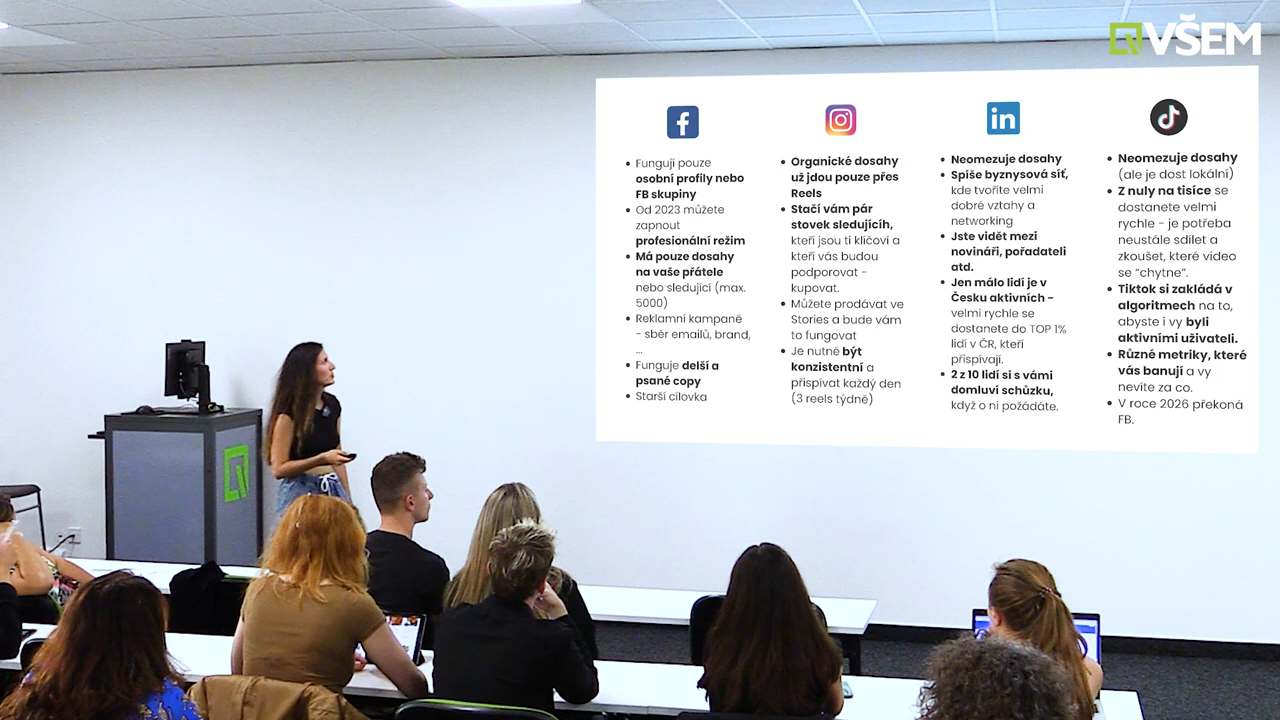 VŠEM
Fungují pouze
osobní profily nebo
FB skupiny
Od 2023 můžete
zapnout
profesionální režim
Má pouze dosahy
na vaše přátele
nebo sledující (max.
5000)
Reklamní kampaně
- sběr emailů, brand,
...
Funguje delší a
psané copy
Starší cílovka
Organické dosahy
už jdou pouze přes
Reels
Stačí vám pár
stovek sledujícíh,
kteří jsou ti klíčoví a
kteří vás budou
podporovat -
kupovat.
Můžete prodávat ve
Stories a bude vám
to fungovat
Je nutné být
konzistentní a
přispívat každý den
(3 reels týdně)
in
Neomezuje dosahy
Spíše byznysová síť,
kde tvoříte velmi
dobré vztahy a
networking
Jste vidět mezi
novináři, pořadateli
atd.
Jen málo lidí je v
Česku aktivních -
velmi rychle se
dostanete do TOP 1%
lidí v ČR, kteří
přispívají.
2 z 10 lidí si s vámi
domluví schůzku,
když o ni požádáte.
Neomezuje dosahy
(ale je dost lokální)
Z nuly na tisíce se
dostanete velmi
rychle - je potřeba
neustále sdílet a
zkoušet, které video
se “chytne”.
Tiktok si zakládá v
algoritmech na to,
abyste i vy byli
aktivními uživateli.
Různé metriky, které
vás banují a vy
nevíte za co.
V roce 2026 překoná
FB.